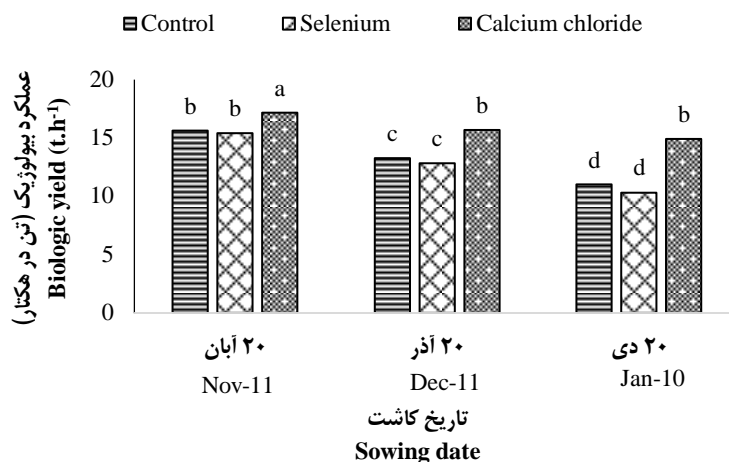 Control Selenium Calcium chloride
عملکرد بیولوژیک (تن در هکتار)
Biologic yield (t.h-¹)
20
15
10
5
0
b b a
c c b
d d b
۲۰ آبان ۲۰ آذر ۲۰ دی
Nov-11 Dec-11 Jan-10
تاریخ کاشت
Sowing date